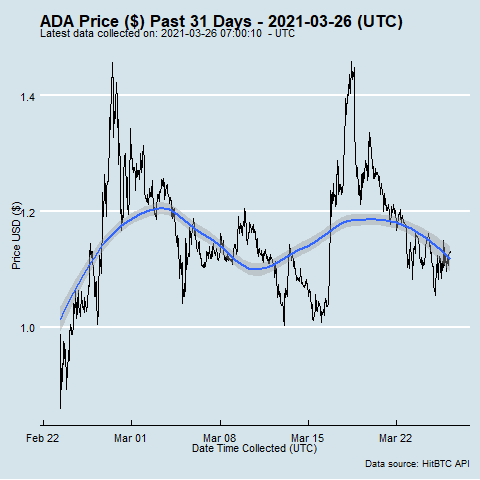 ADA Price ($) Past 31 Days - 2021-03-26 (UTC)
Latest data collected on: 2021-03-26 07:00:10 - UTC
Price USD ($)
1.4
1.2
1.0
Feb 22 Mar 01 Mar 08 Mar 15 Mar 22
Date Time Collected (UTC)
Data source: HitBTC API